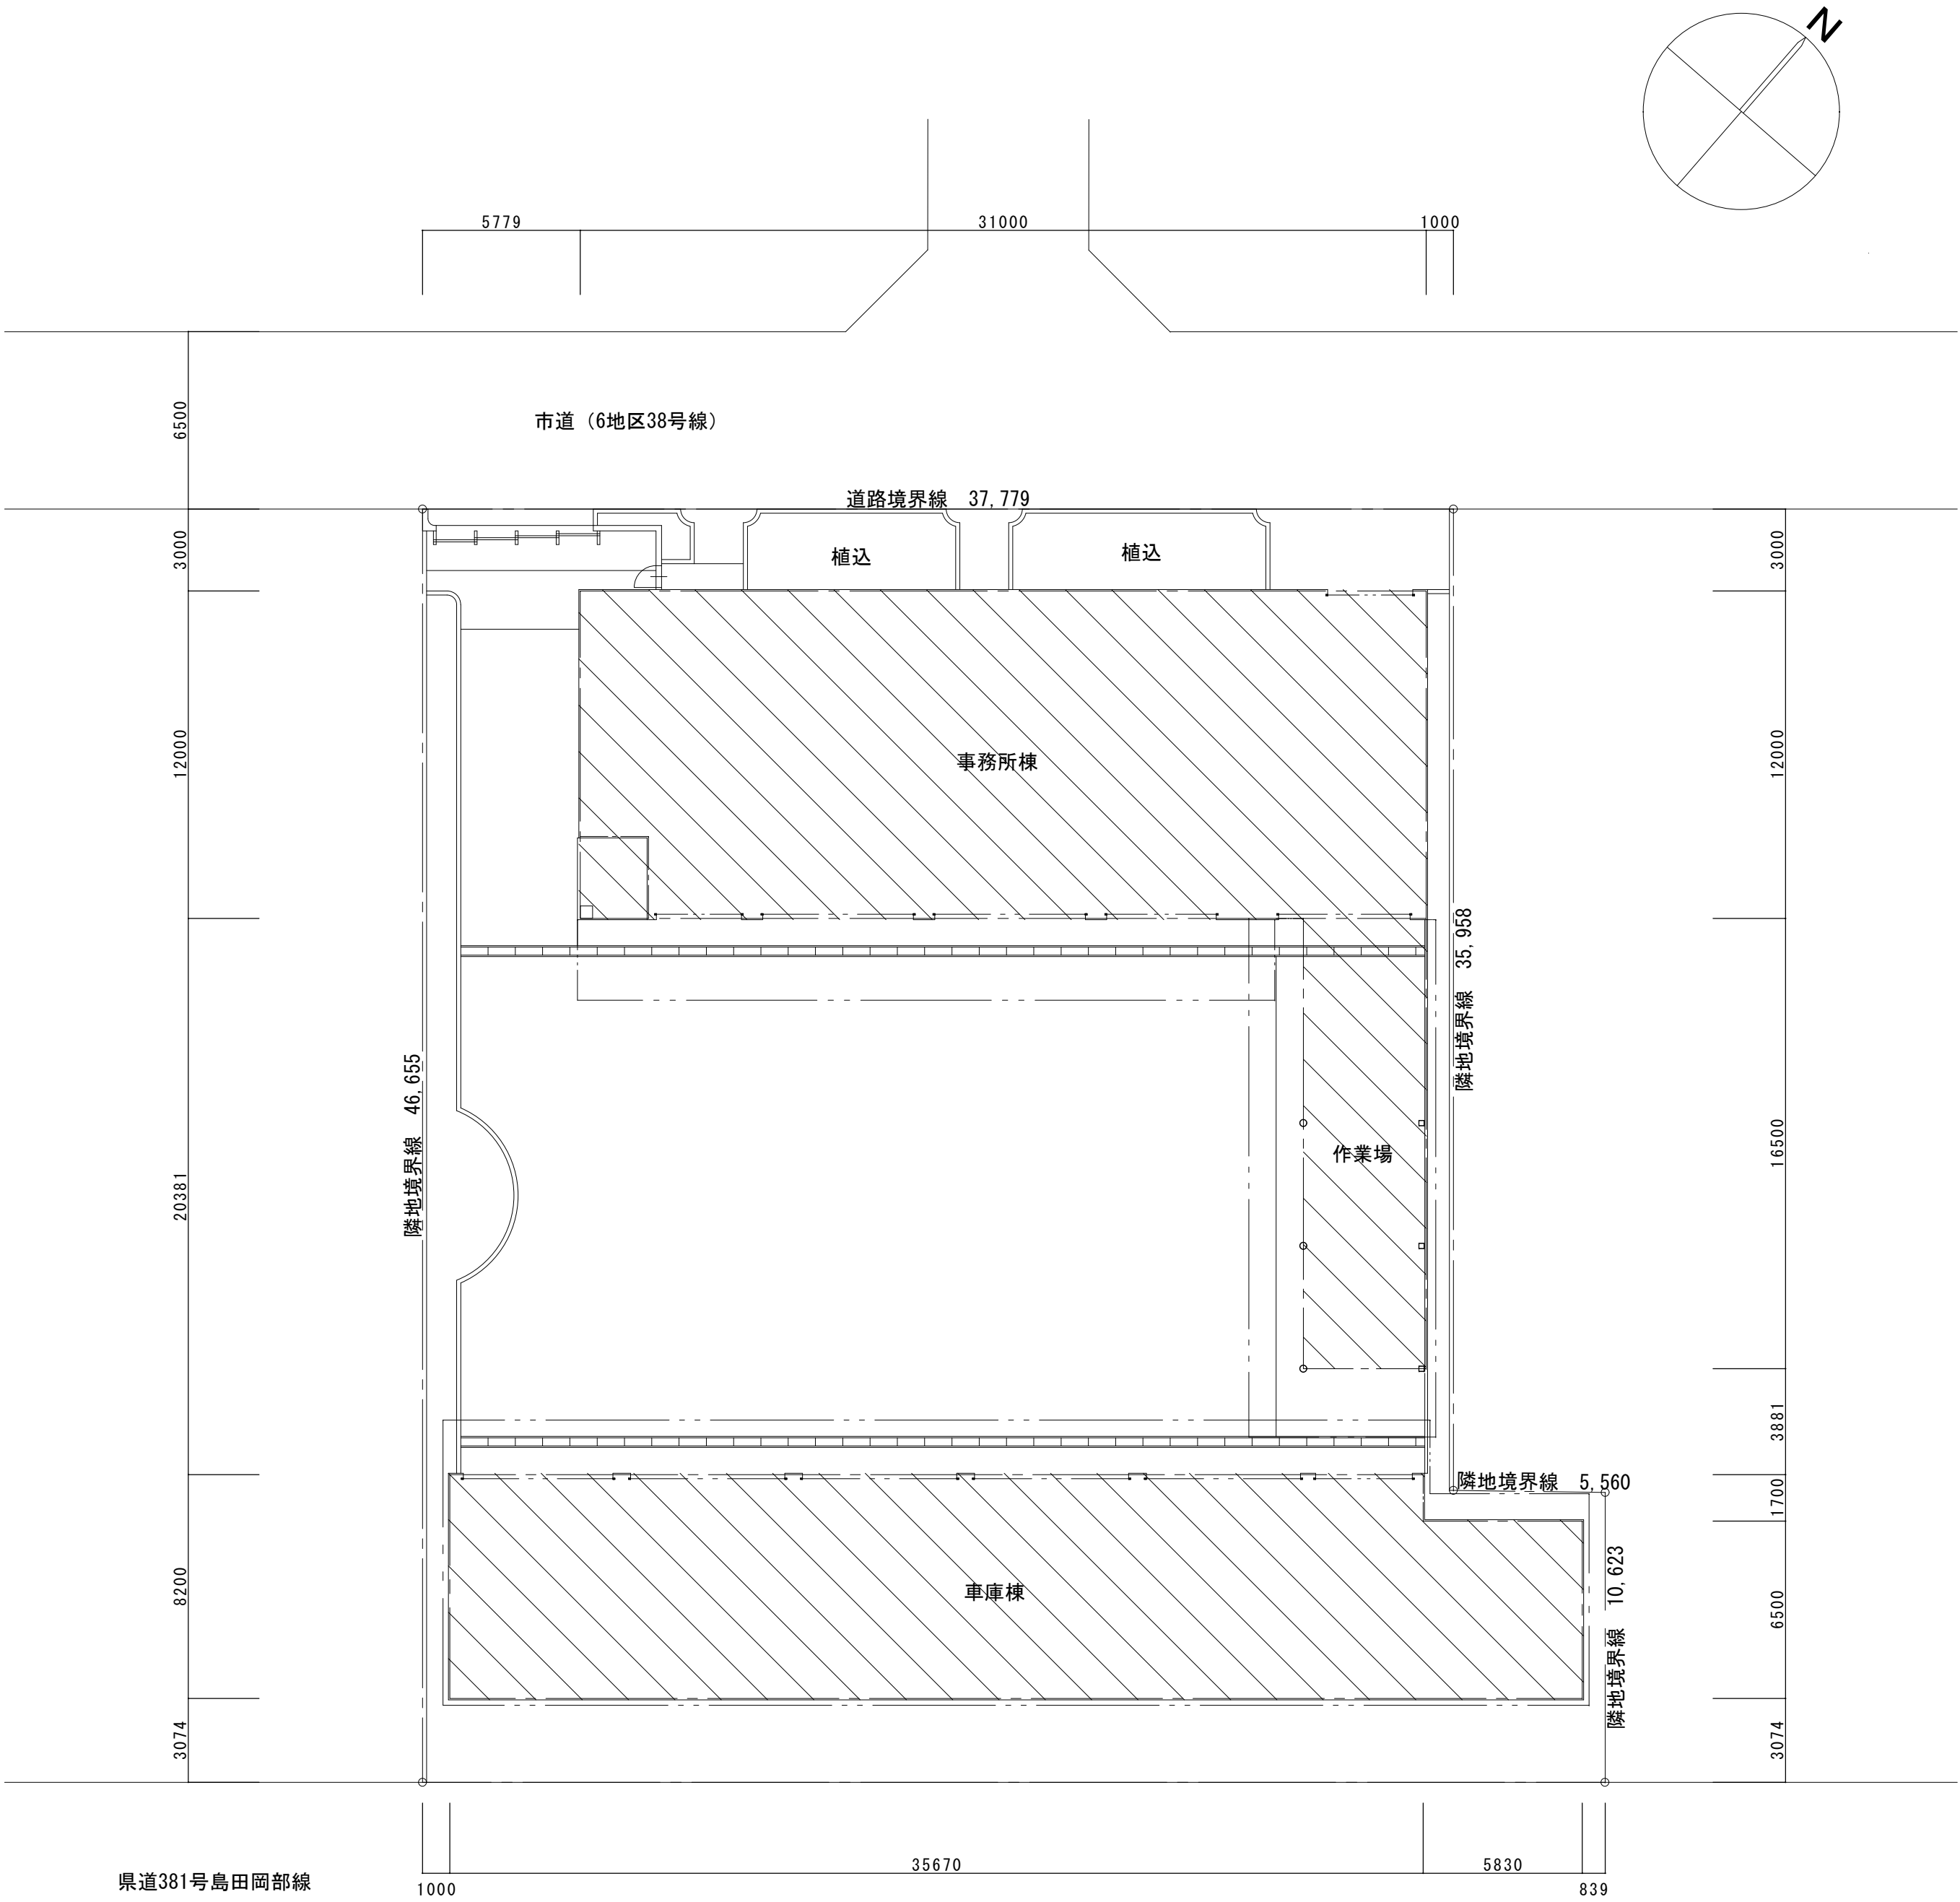 N
5779
31000
1000
6500
市道（6地区38号線）
道路境界線　37,779
3000
植込
植込
3000
12000
事務所棟
12000
隣地境界線　35,958
隣地境界線　46,655
作業場
16500
20381
3881
隣地境界線　5,560
1700
8200
車庫棟
隣地境界線　10,623
6500
3074
3074
35670
5830
県道381号島田岡部線
1000
839